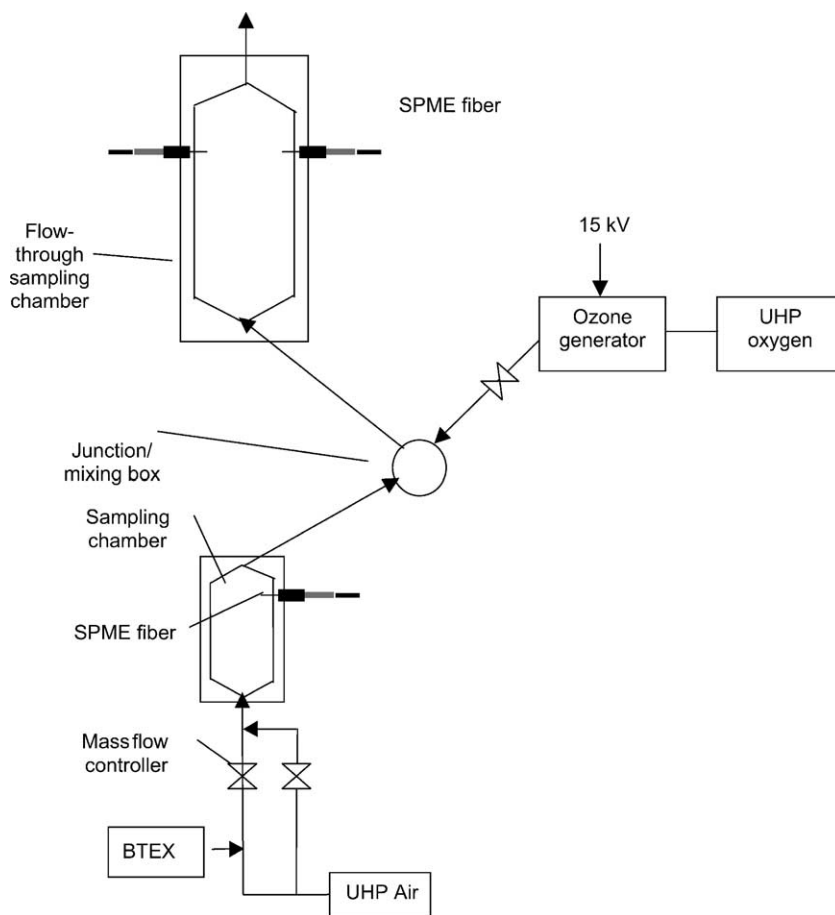 SPME fiber
Flow-
through
sampling
chamber
15 kV
Ozone
generator
UHP
oxygen
Junction/
mixing box
Sampling
chamber
SPME fiber
Mass flow
controller
BTEX
UHP Air